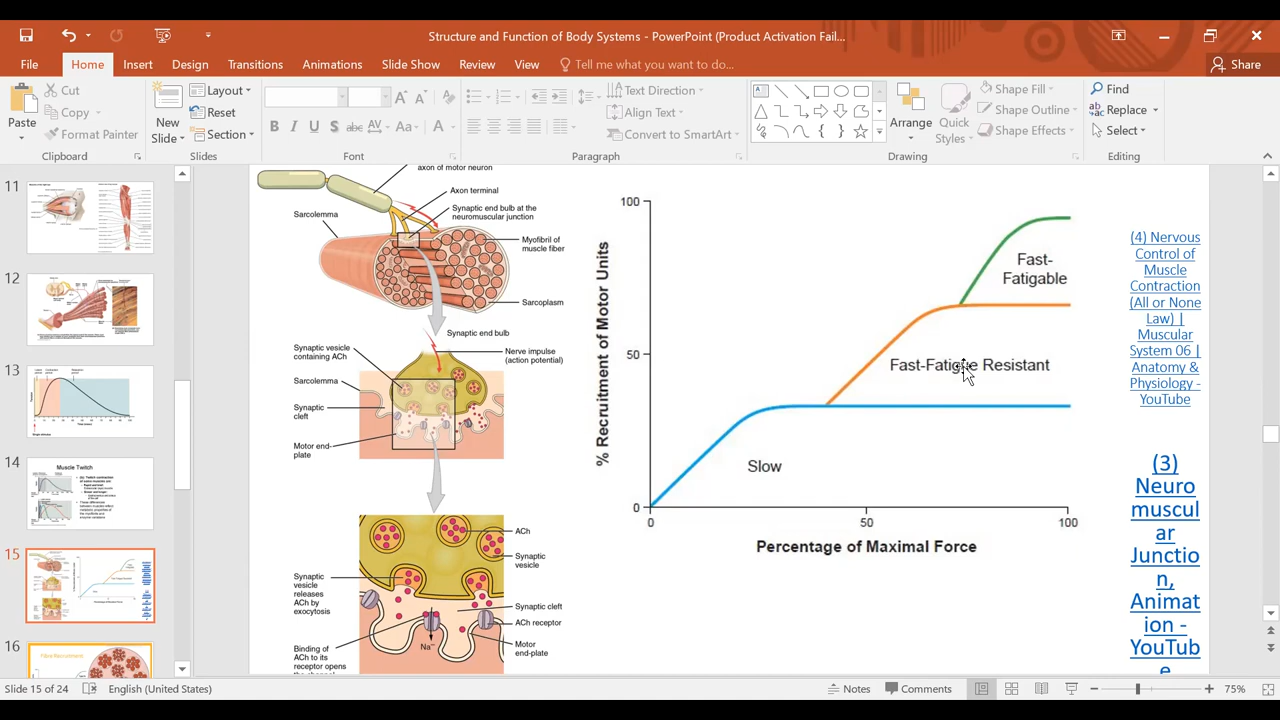 Structure and Function of Body Systems - PowerPoint (Product Activation Fail...
File Home Insert Design Transitions Animations Slide Show Review View Tell me what you want to do... Share
Paste
Cut
Copy
Format Painter
Clipboard
New
Slide
Layout
Reset
Section
Slides
Font
Text Direction
Align Text
Convert to SmartArt
Paragraph
Arrange
Quick
Styles
Shape Fill
Shape Outline
Shape Effects
Drawing
Find
Replace
Select
Editing
11
12
13
14
Muscle Twitch
15
16
Fibre Recruitment
axon of motor neuron
Axon terminal
Synaptic end bulb at the
neuromuscular junction
Sarcolemma
Myofibril of
muscle fiber
Sarcoplasm
Synaptic end bulb
Synaptic vesicle
containing ACh
Nerve impulse
(action potential)
Sarcolemma
Synaptic
cleft
Motor end-
plate
ACh
Synaptic
vesicle
Synaptic
vesicle
releases
ACh by
exocytosis
Synaptic cleft
ACh receptor
Na+
Motor
end-plate
Binding of
ACh to its
receptor opens
% Recruitment of Motor Units
100
50
0
Fast-
Fatigable
Fast-Fatigue Resistant
Slow
0 50 100
Percentage of Maximal Force
(4) Nervous
Control of
Muscle
Contraction
(All or None
Law) |
Muscular
System 06 |
Anatomy &
Physiology -
YouTube
(3)
Neuro
muscul
ar
Junctio
n,
Animat
ion -
YouTub
e
Slide 15 of 24 English (United States) Notes Comments 75%